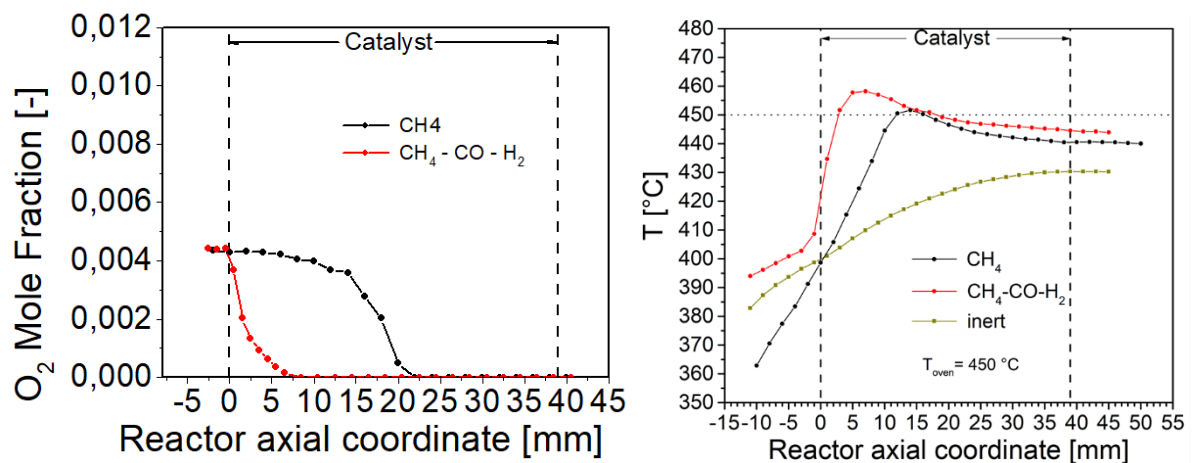 0,012
0,010
0,008
0,006
0,004
0,002
0,000
O₂ Mole Fraction [-]
Catalyst
CH4
CH₄ - CO - H₂
-5 0 5 10 15 20 25 30 35 40 45
Reactor axial coordinate [mm]
480
470
460
450
440
430
420
410
400
390
380
370
360
350
T [°C]
Catalyst
CH₄
CH₄-CO-H₂
inert
Toven= 450 °C
-15 -10 -5 0 5 10 15 20 25 30 35 40 45 50 55
Reactor axial coordinate [mm]